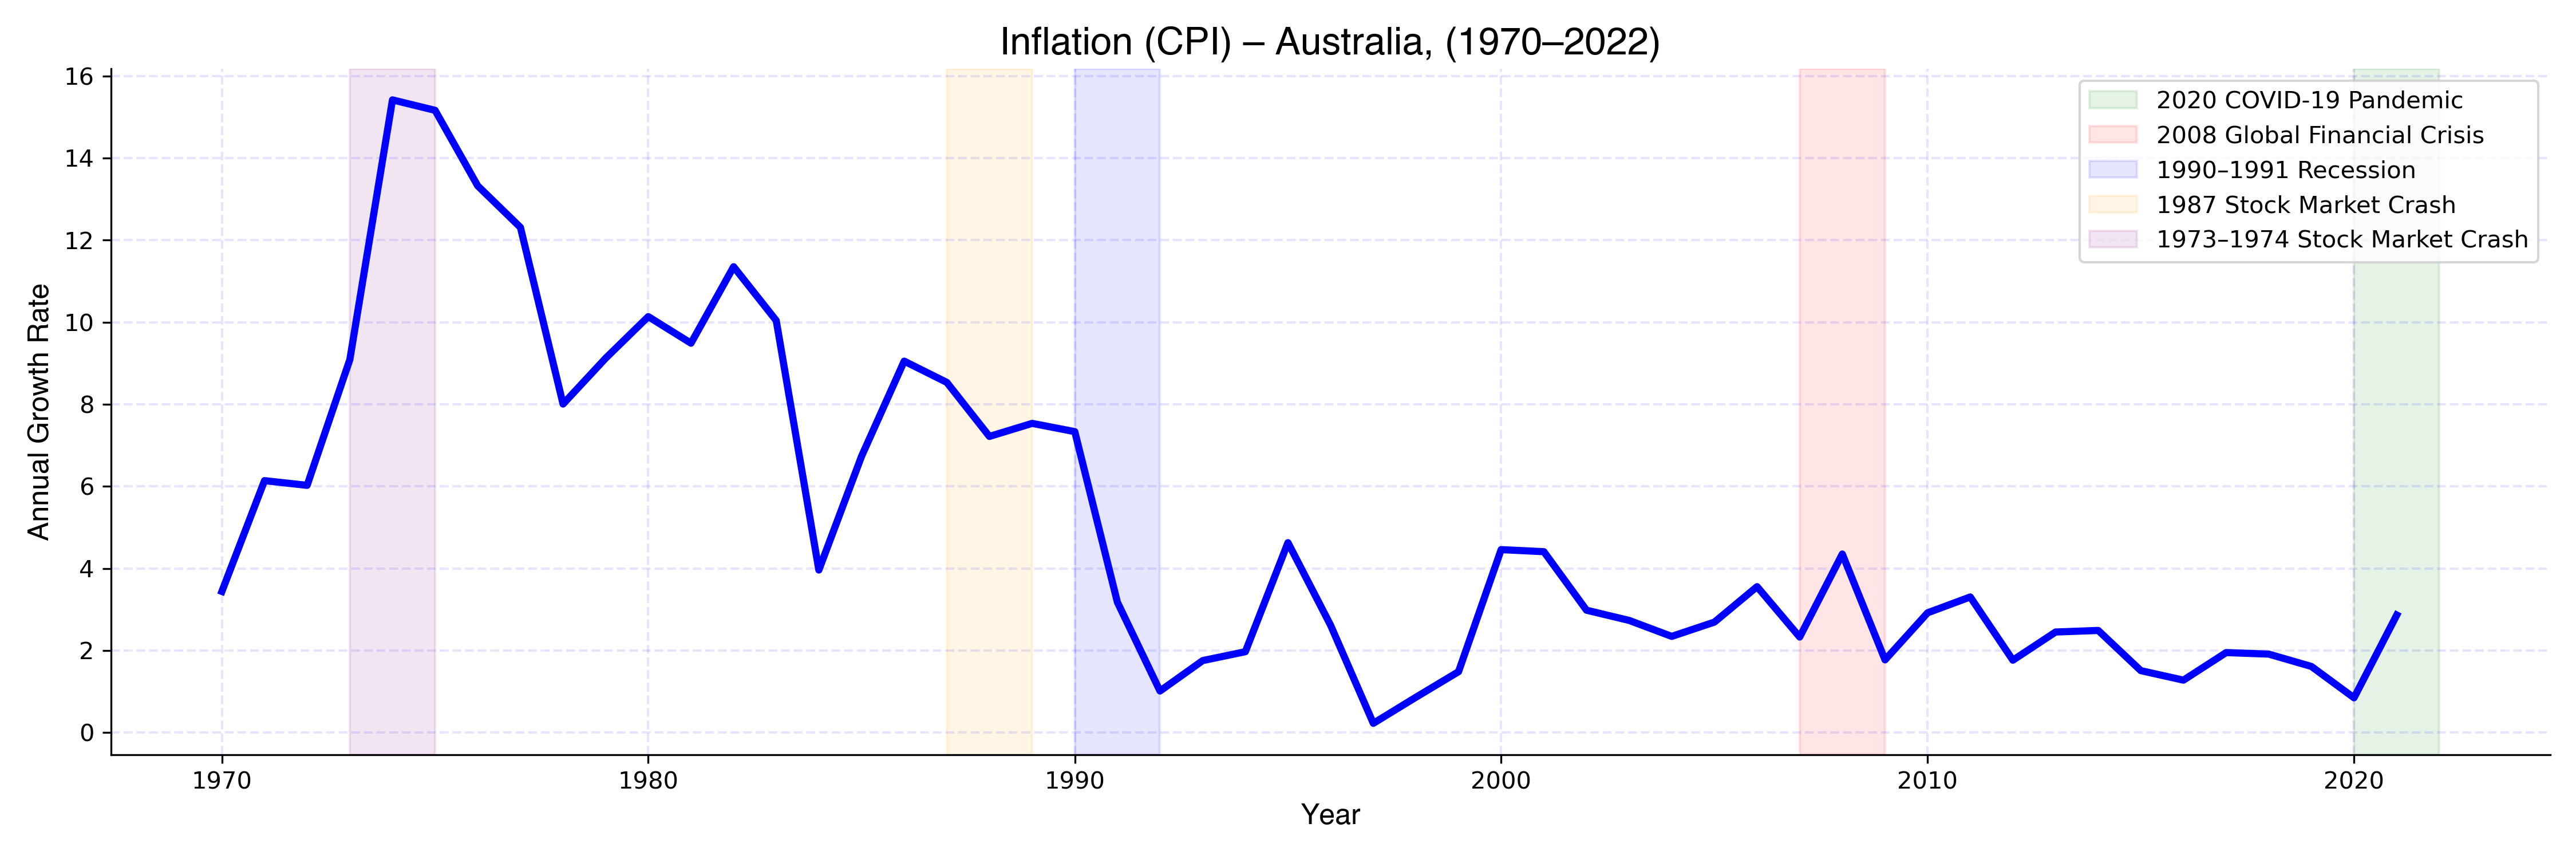 Inflation (CPI) – Australia, (1970–2022)
16
14
12
10
8
6
4
2
0
Annual Growth Rate
2020 COVID-19 Pandemic
2008 Global Financial Crisis
1990–1991 Recession
1987 Stock Market Crash
1973–1974 Stock Market Crash
1970 1980 1990 2000 2010 2020
Year